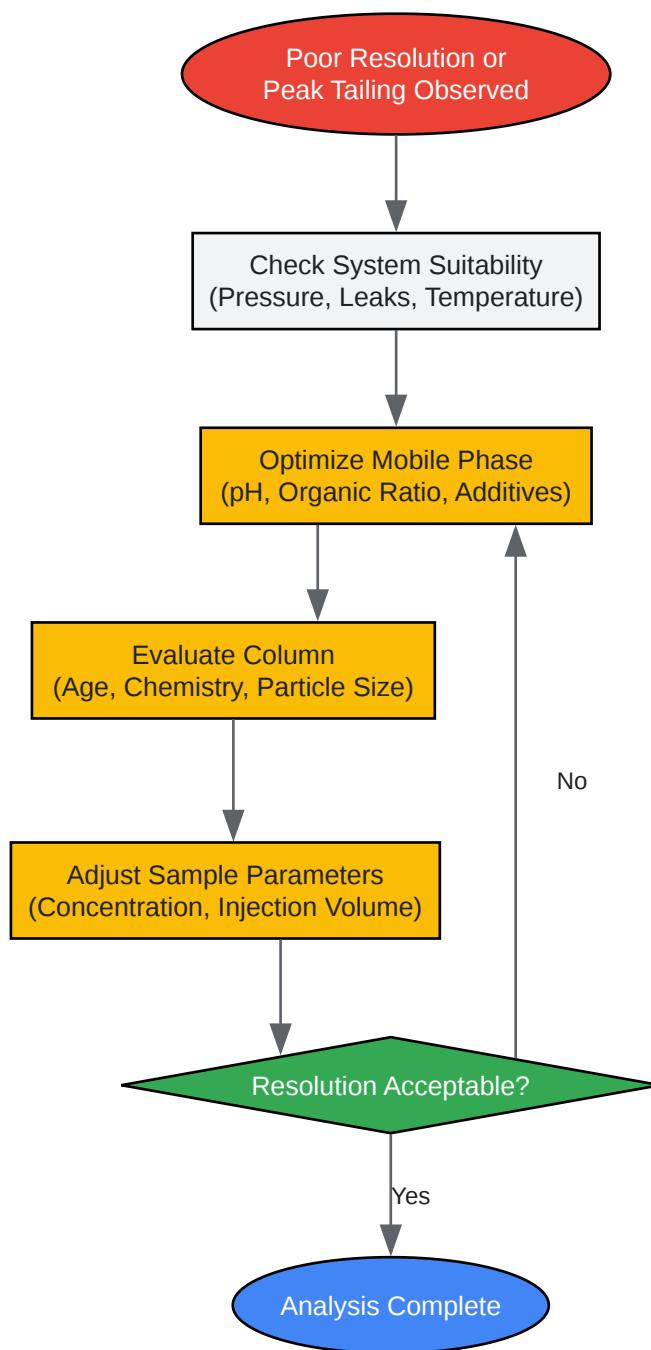 Poor Resolution or
Peak Tailing Observed
Check System Suitability
(Pressure, Leaks, Temperature)
Optimize Mobile Phase
(pH, Organic Ratio, Additives)
Evaluate Column
(Age, Chemistry, Particle Size)
No
Adjust Sample Parameters
(Concentration, Injection Volume)
Resolution Acceptable?
Yes
Analysis Complete